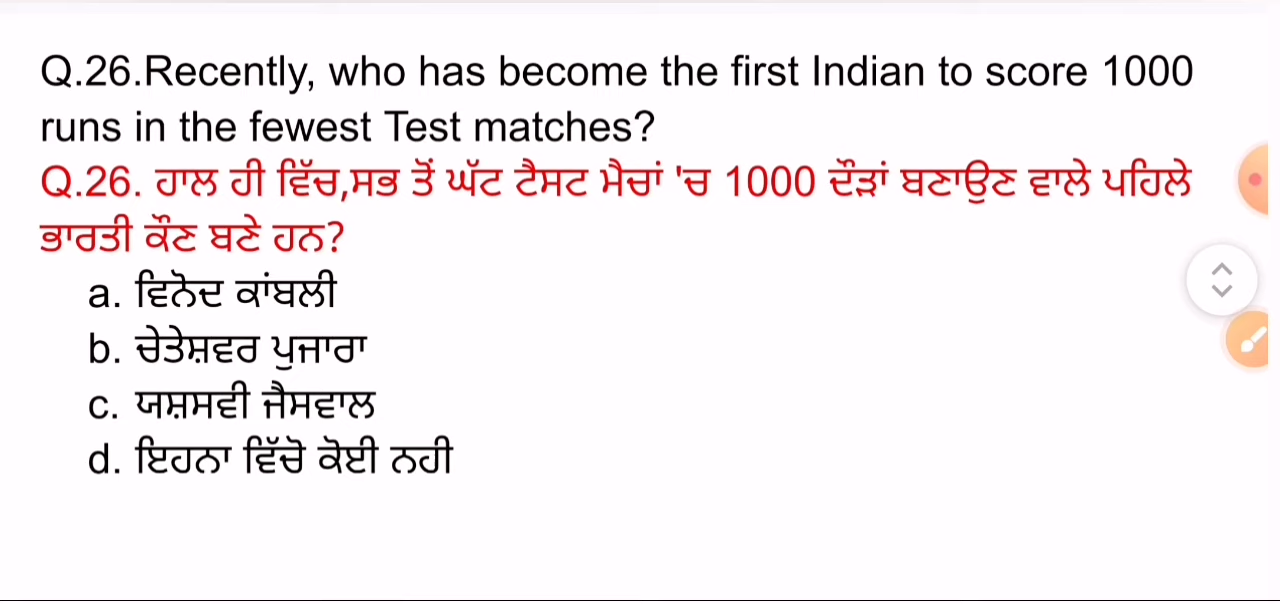 Q.26.Recently, who has become the first Indian to score 1000
runs in the fewest Test matches?
Q.26. ਹਾਲ ਹੀ ਵਿੱਚ,ਸਭ ਤੋਂ ਘੱਟ ਟੈਸਟ ਮੈਚਾਂ 'ਚ 1000 ਦੌੜਾਂ ਬਣਾਉਣ ਵਾਲੇ ਪਹਿਲੇ
ਭਾਰਤੀ ਕੌਣ ਬਣੇ ਹਨ?
a. ਵਿਨੋਦ ਕਾਂਬਲੀ
b. ਚੇਤੇਸ਼ਵਰ ਪੁਜਾਰਾ
c. ਯਸ਼ਸਵੀ ਜੈਸਵਾਲ
d. ਇਹਨਾ ਵਿੱਚੋ ਕੋਈ ਨਹੀ